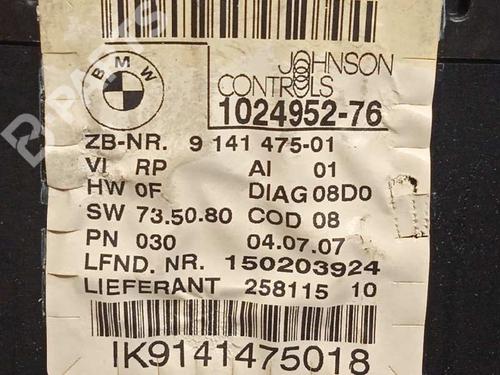 BMW
JOHNSON
CONTROLS
1024952-76
ZB-NR. 9 141 475-01
VI RP AI 01
HW 0F DIAG 08D0
SW 73.50.80 COD 08
PN 030 04.07.07
LFND. NR. 150203924
LIEFERANT 258115 10
IK9141475018
B-PARTS